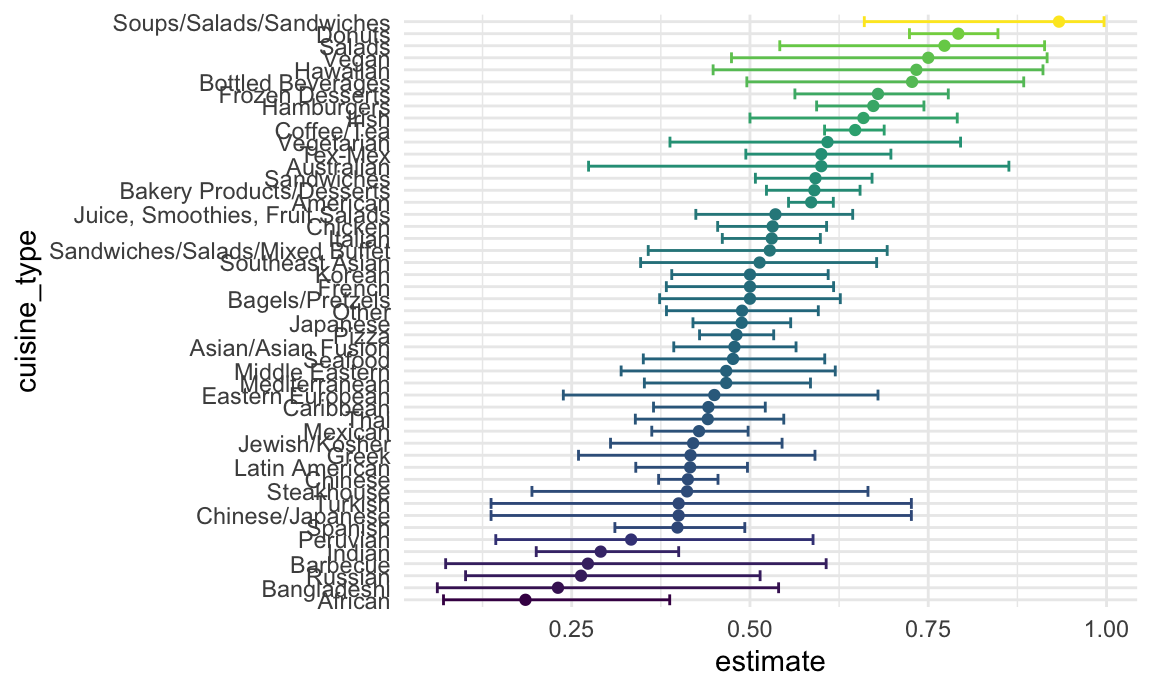 Soups/Salads/Sandwiches
Donuts
Salads
Vegan
Hawaiian
Bottled Beverages
Frozen Desserts
Hamburgers
Irish
Coffee/Tea
Vegetarian
Tex-Mex
Australian
Sandwiches
Bakery Products/Desserts
American
Juice, Smoothies, Fruit Salads
Chicken
Italian
Sandwiches/Salads/Mixed Buffet
Southeast Asian
Korean
French
Bagels/Pretzels
Other
Japanese
Pizza
Asian/Asian Fusion
Seafood
Middle Eastern
Mediterranean
Eastern European
Caribbean
Thai
Mexican
Jewish/Kosher
Greek
Latin American
Chinese
Steakhouse
Turkish
Chinese/Japanese
Spanish
Peruvian
Indian
Barbecue
Russian
Bangladeshi
African
cuisine_type
0.25 0.50 0.75 1.00
estimate